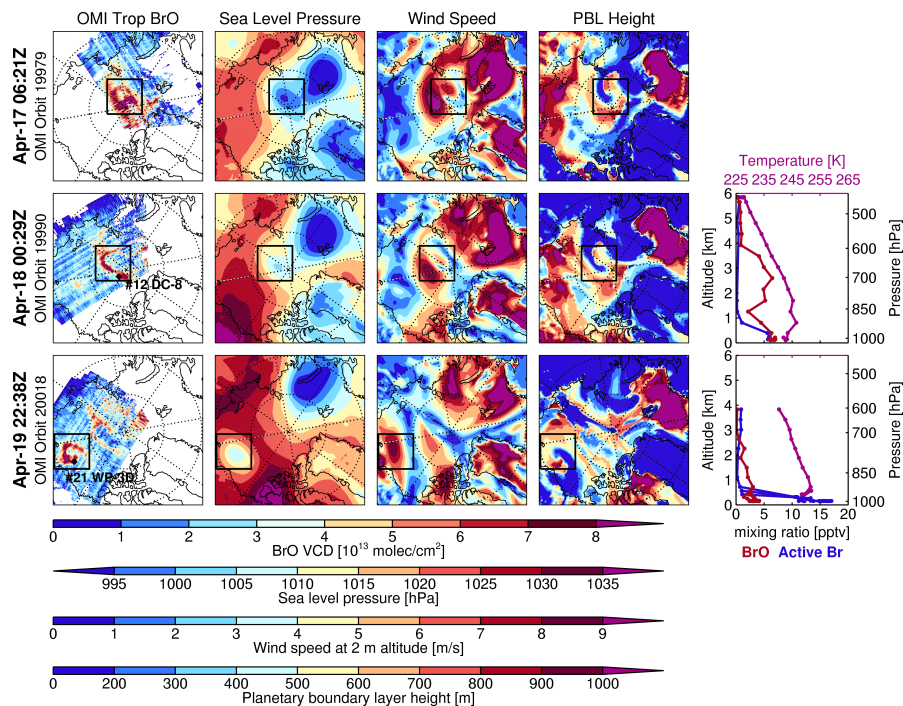 OMI Trop BrO Sea Level Pressure Wind Speed PBL Height
Apr-17 06:21Z
OMI Orbit 19979
Apr-18 00:29Z
OMI Orbit 19990
#12 DC-8
Apr-19 22:38Z
OMI Orbit 20018
#21 WP-3D
Temperature [K]
225 235 245 255 265
6
5
4
3
2
1
0
Altitude [km]
500
600
700
850
1000
Pressure [hPa]
6
5
4
3
2
1
0
Altitude [km]
500
600
700
850
1000
Pressure [hPa]
0 5 10 15 20
mixing ratio [pptv]
BrO Active Br
0 1 2 3 4 5 6 7 8
BrO VCD [10¹³ molec/cm²]
995 1000 1005 1010 1015 1020 1025 1030 1035
Sea level pressure [hPa]
0 1 2 3 4 5 6 7 8 9
Wind speed at 2 m altitude [m/s]
0 200 300 400 500 600 700 800 900 1000
Planetary boundary layer height [m]